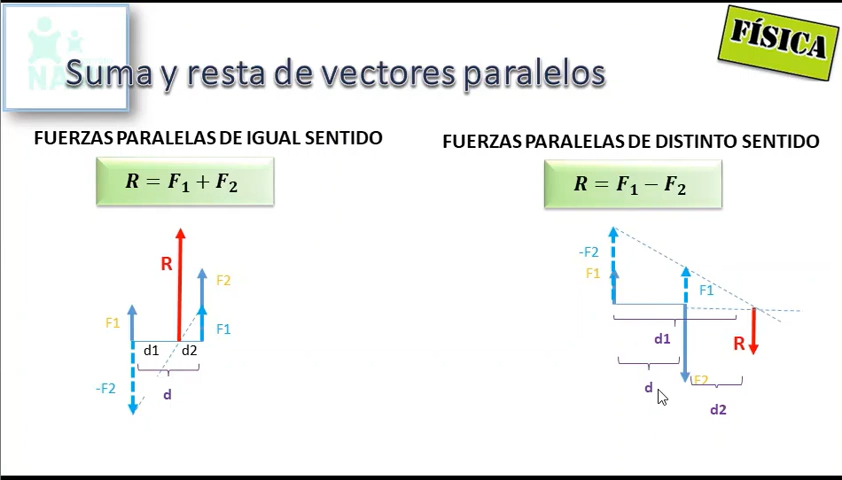 FÍSICA
Suma y resta de vectores paralelos
FUERZAS PARALELAS DE IGUAL SENTIDO
R = F₁ + F₂
R
F2
F1
F1
d1
d2
-F2
d
FUERZAS PARALELAS DE DISTINTO SENTIDO
R = F₁ − F₂
-F2
F1
F1
d1
R
F2
d
d2